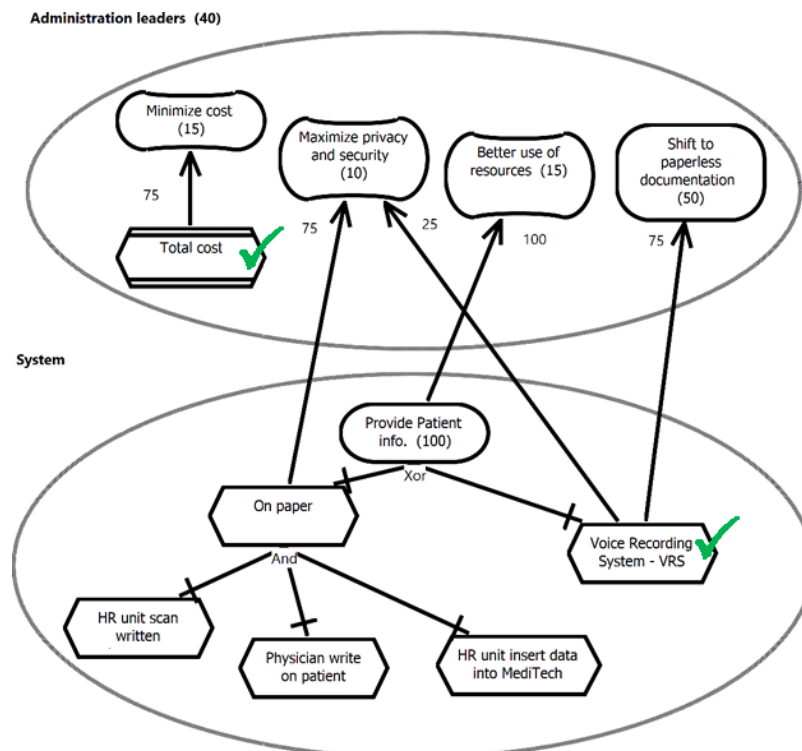 Administration leaders (40)
Minimize cost
(15)
Maximize privacy
and security
(10)
Better use of
resources (15)
Shift to
paperless
documentation
(50)
75
75
25
100
75
Total cost
System
Provide Patient
info. (100)
Xor
On paper
And
Voice Recording
System - VRS
HR unit scan
written
Physician write
on patient
HR unit insert data
into MediTech